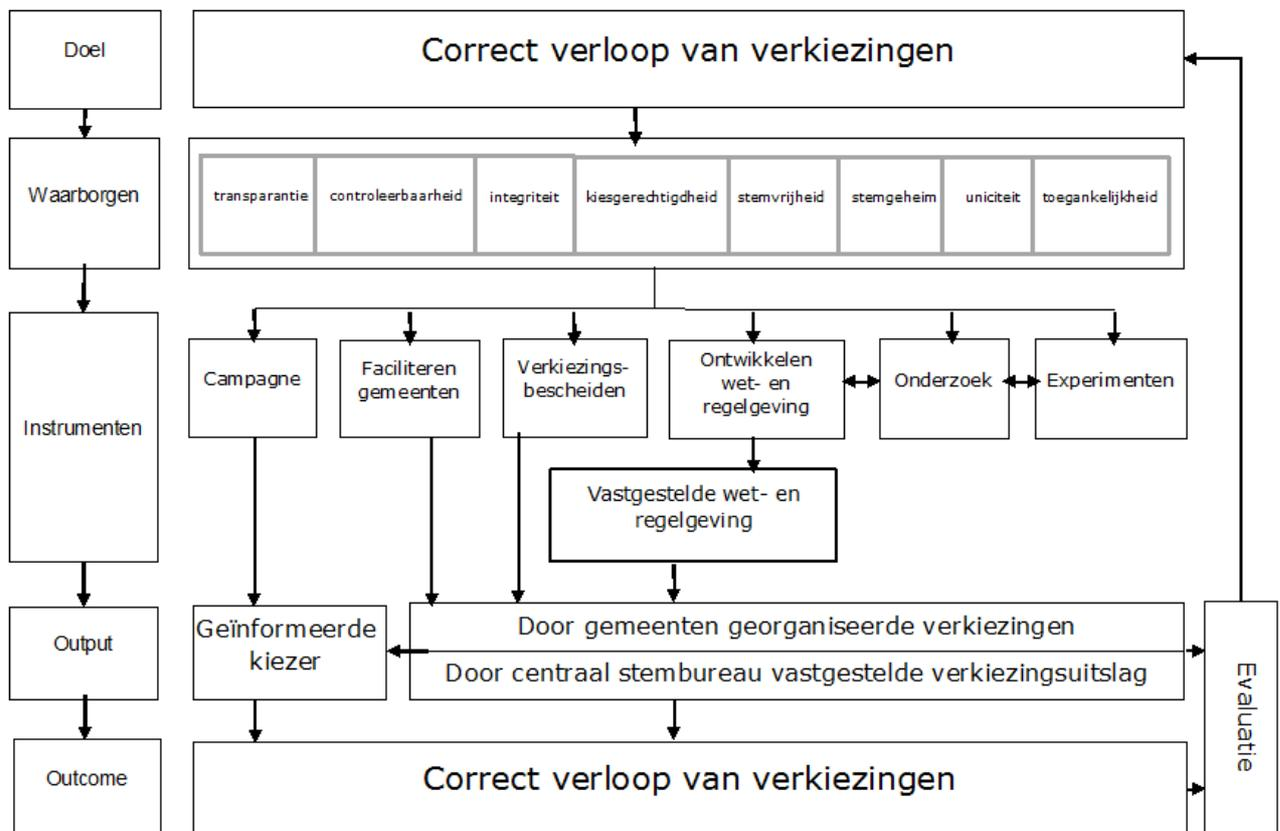 Doel
Correct verloop van verkiezingen
Waarborgen
transparantie
controleerbaarheid
integriteit
kiesgerechtigdheid
stemvrijheid
stemgeheim
uniciteit
toegankelijkheid
Instrumenten
Campagne
Faciliteren
gemeenten
Verkiezings-
bescheiden
Ontwikkelen
wet- en
regelgeving
Onderzoek
Experimenten
Vastgestelde wet- en
regelgeving
Output
Geïnformeerde
kiezer
Door gemeenten georganiseerde verkiezingen
Door centraal stembureau vastgestelde verkiezingsuitslag
Evaluatie
Outcome
Correct verloop van verkiezingen